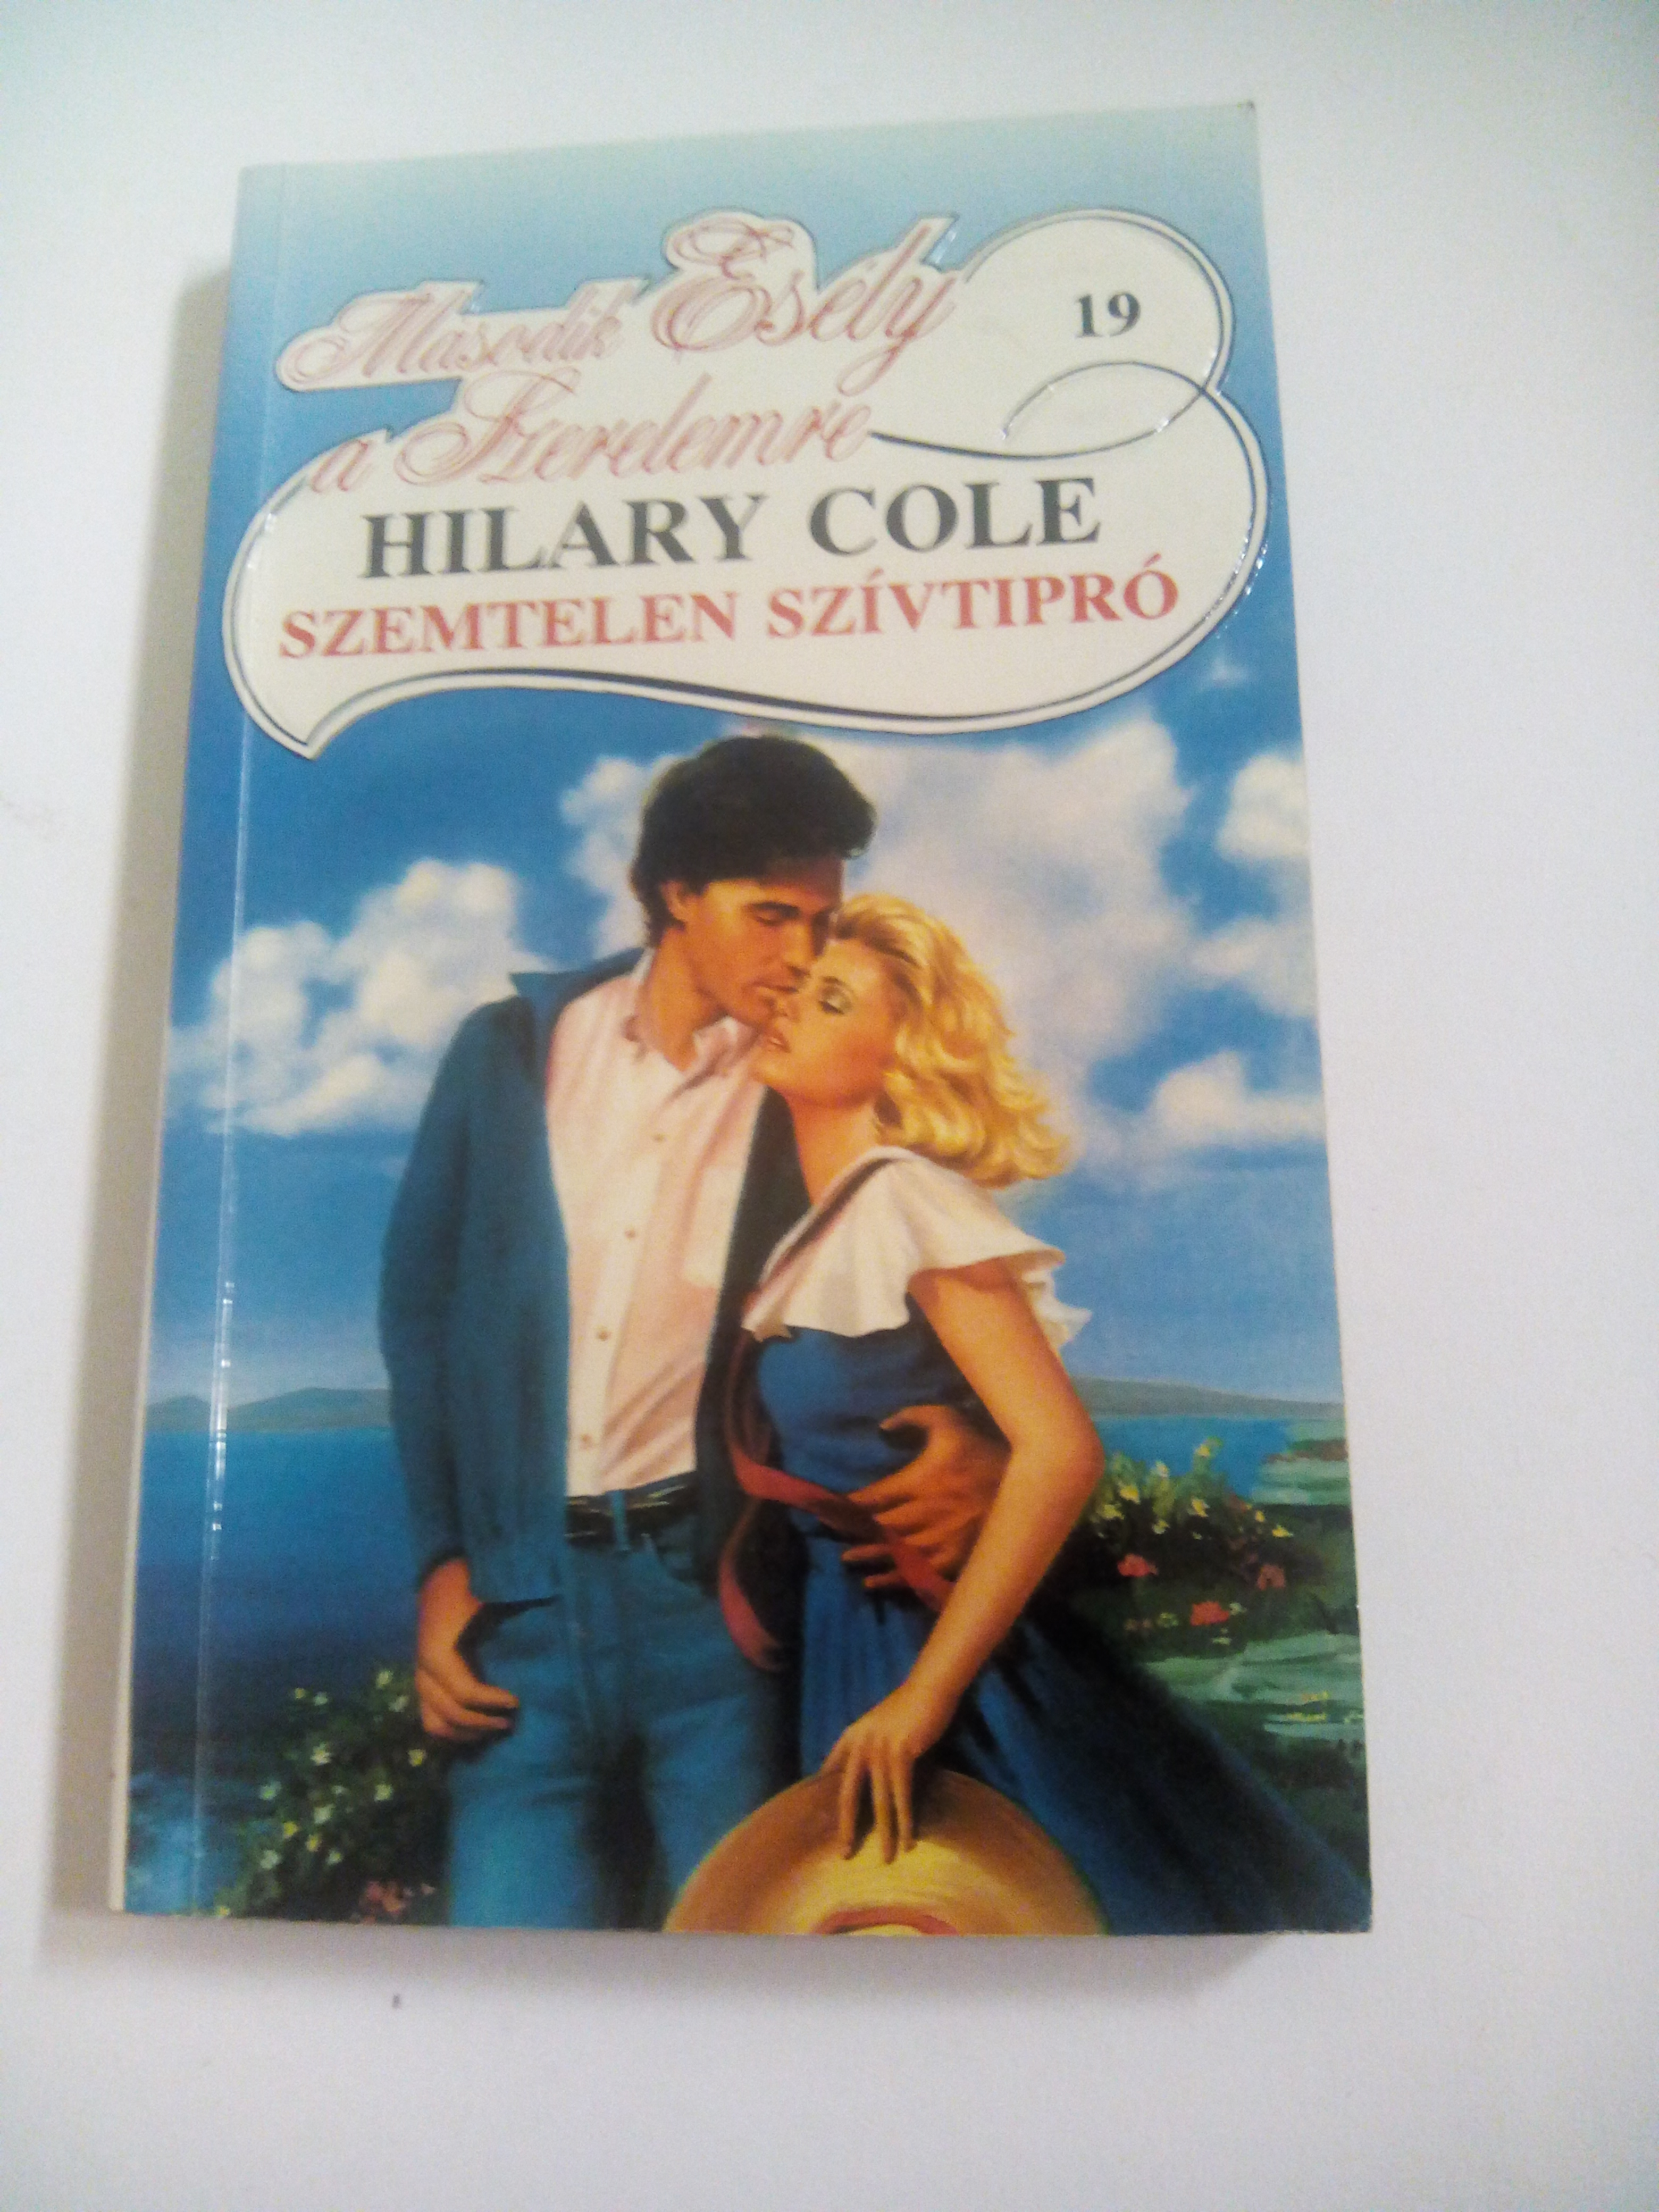 Második Esély
19
a Szerelemre
HILARY COLE
SZEMTELEN SZÍVTIPRÓ